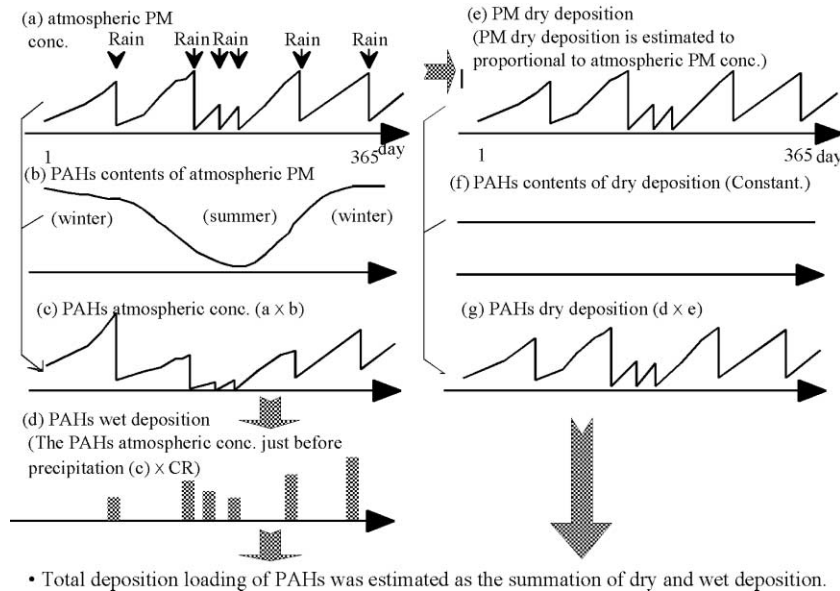 (a) atmospheric PM
conc.
Rain
Rain Rain
Rain
Rain
1
365
day
(b) PAHs contents of atmospheric PM
(winter)
(summer)
(winter)
(c) PAHs atmospheric conc. (a x b)
(d) PAHs wet deposition
(The PAHs atmospheric conc. just before
precipitation (c) x CR)
(e) PM dry deposition
(PM dry deposition is estimated to
proportional to atmospheric PM conc.)
1
365
day
(f) PAHs contents of dry deposition (Constant.)
(g) PAHs dry deposition (d x e)
• Total deposition loading of PAHs was estimated as the summation of dry and wet deposition.